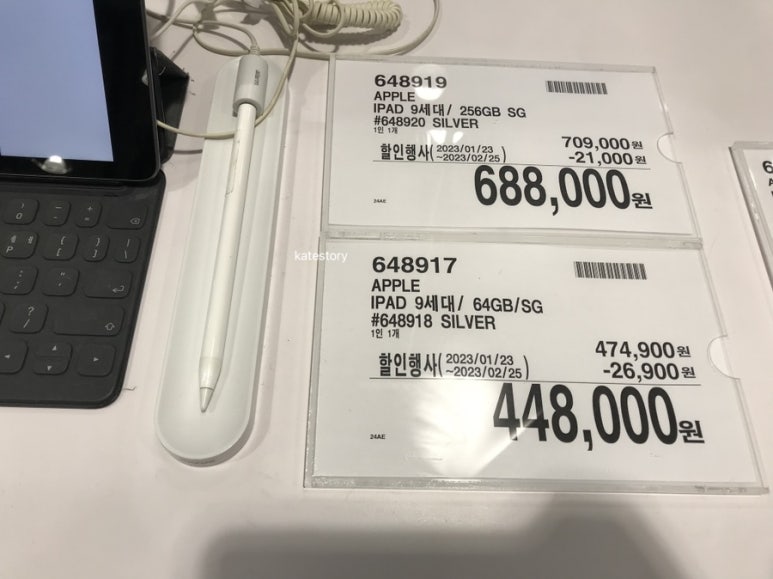 648919
APPLE
IPAD 9세대/ 256GB SG
#648920 SILVER
1인 1개
709,000원
할인행사(2023/01/23 ~2023/02/25) -21,000원
688,000원
24AE
katestory
648917
APPLE
IPAD 9세대/ 64GB/SG
#648918 SILVER
1인 1개
474,900원
할인행사(2023/01/23 ~2023/02/25) -26,900원
448,000원
24AE